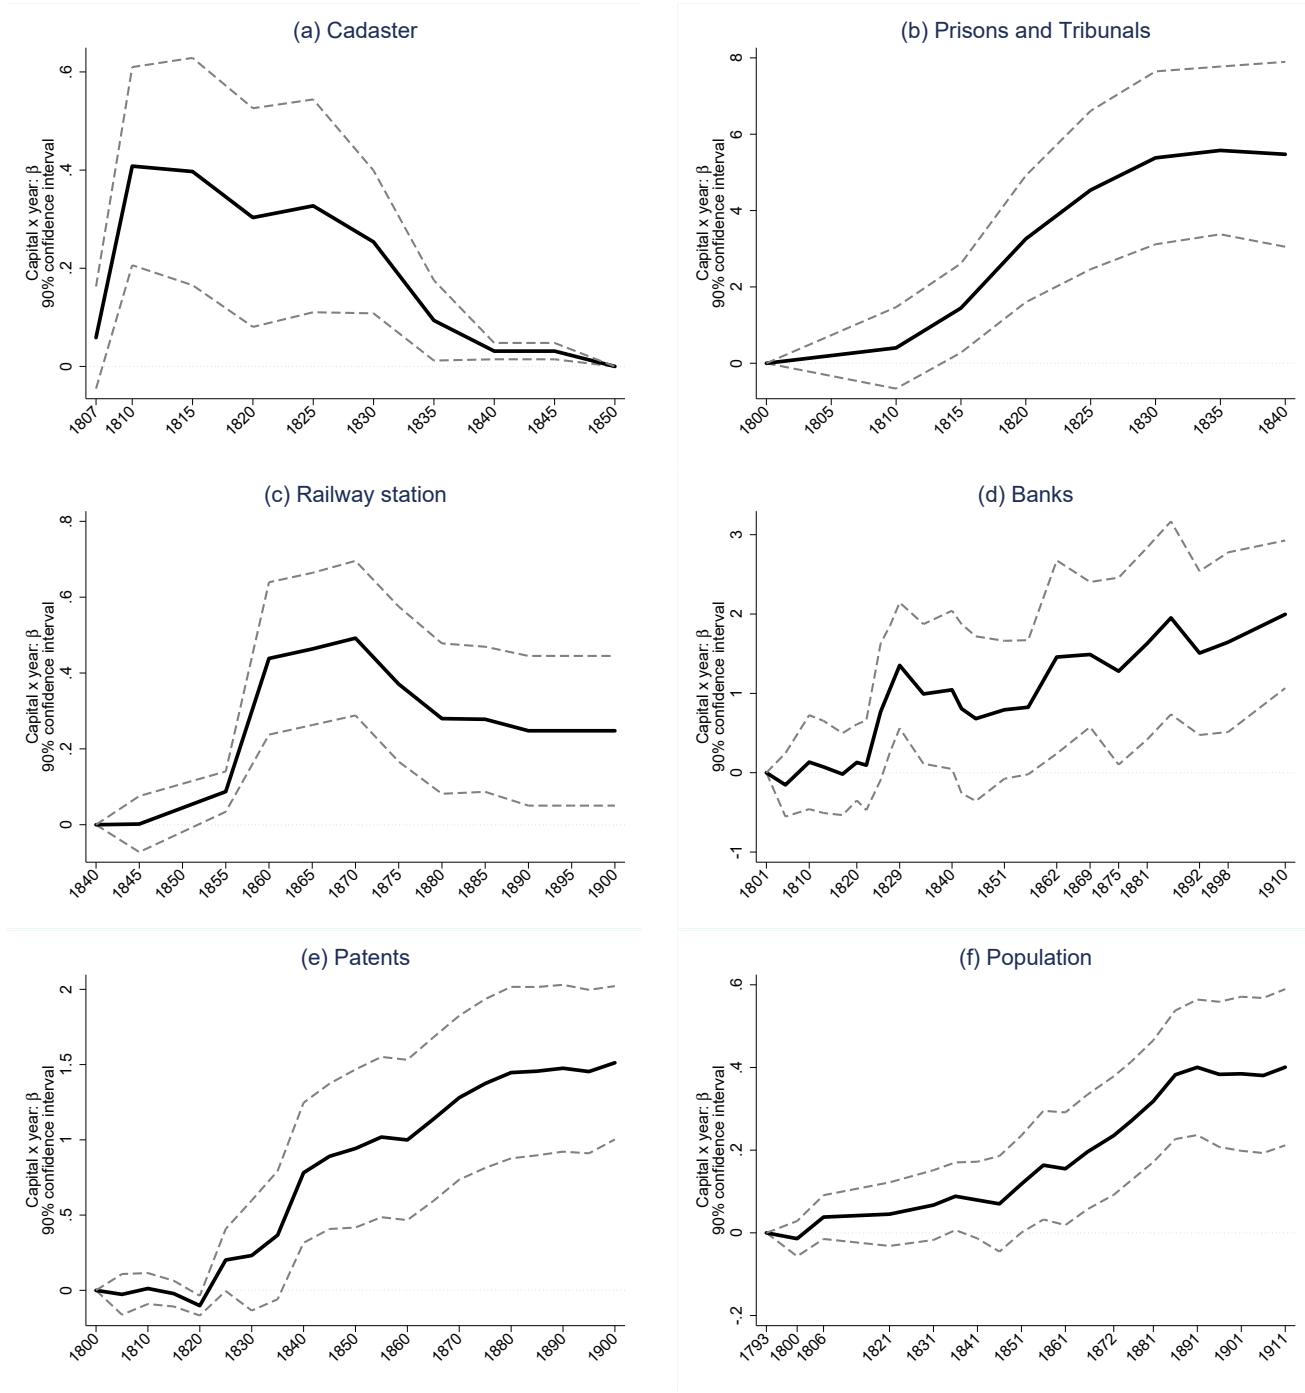 (a) Cadaster
Capital x year: β
90% confidence interval
0 .2 .4 .6
1807 1810 1815 1820 1825 1830 1835 1840 1845 1850
(b) Prisons and Tribunals
Capital x year: β
90% confidence interval
0 2 4 6 8
1800 1805 1810 1815 1820 1825 1830 1835 1840
(c) Railway station
Capital x year: β
90% confidence interval
0 .2 .4 .6 .8
1840 1845 1850 1855 1860 1865 1870 1875 1880 1885 1890 1895 1900
(d) Banks
Capital x year: β
90% confidence interval
-1 0 1 2 3
1801 1810 1820 1829 1840 1851 1862 1869 1875 1881 1892 1898 1910
(e) Patents
Capital x year: β
90% confidence interval
0 .5 1 1.5 2
1800 1810 1820 1830 1840 1850 1860 1870 1880 1890 1900
(f) Population
Capital x year: β
90% confidence interval
-.2 0 .2 .4 .6
1793 1800 1806 1821 1831 1841 1851 1861 1872 1881 1891 1901 1911